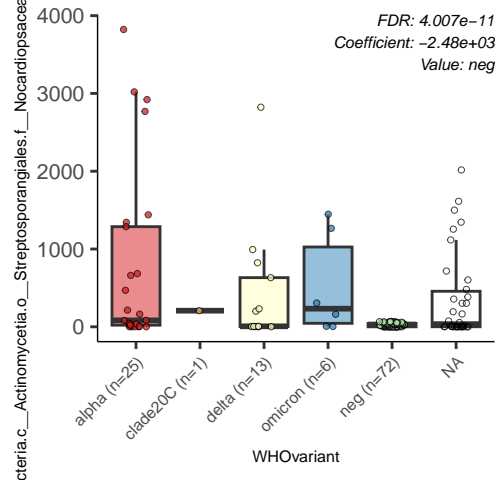 FDR: 4.007e−11
Coefficient: −2.48e+03
Value: neg
4000
3000
2000
1000
0
cteria.c__Actinomycetia.o__Streptosporangiales.f__Nocardiopsacea
alpha (n=25)
clade20C (n=1)
delta (n=13)
omicron (n=6)
neg (n=72)
NA
WHOvariant